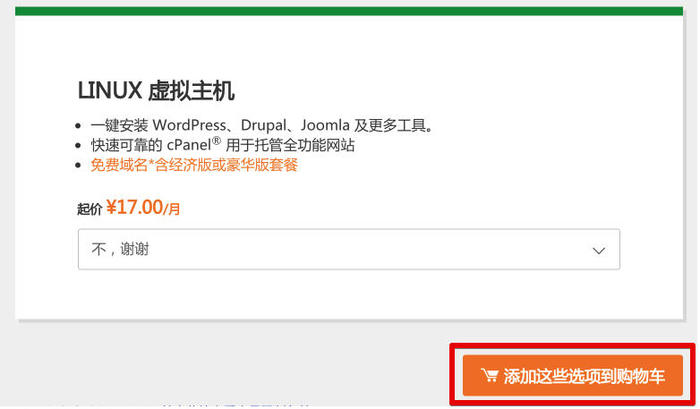 LINUX 虚拟主机
一键安装 WordPress、Drupal、Joomla 及更多工具。
快速可靠的 cPanel® 用于托管全功能网站
免费域名*含经济版或豪华版套餐
起价 ¥17.00/月
不，谢谢
添加这些选项到购物车